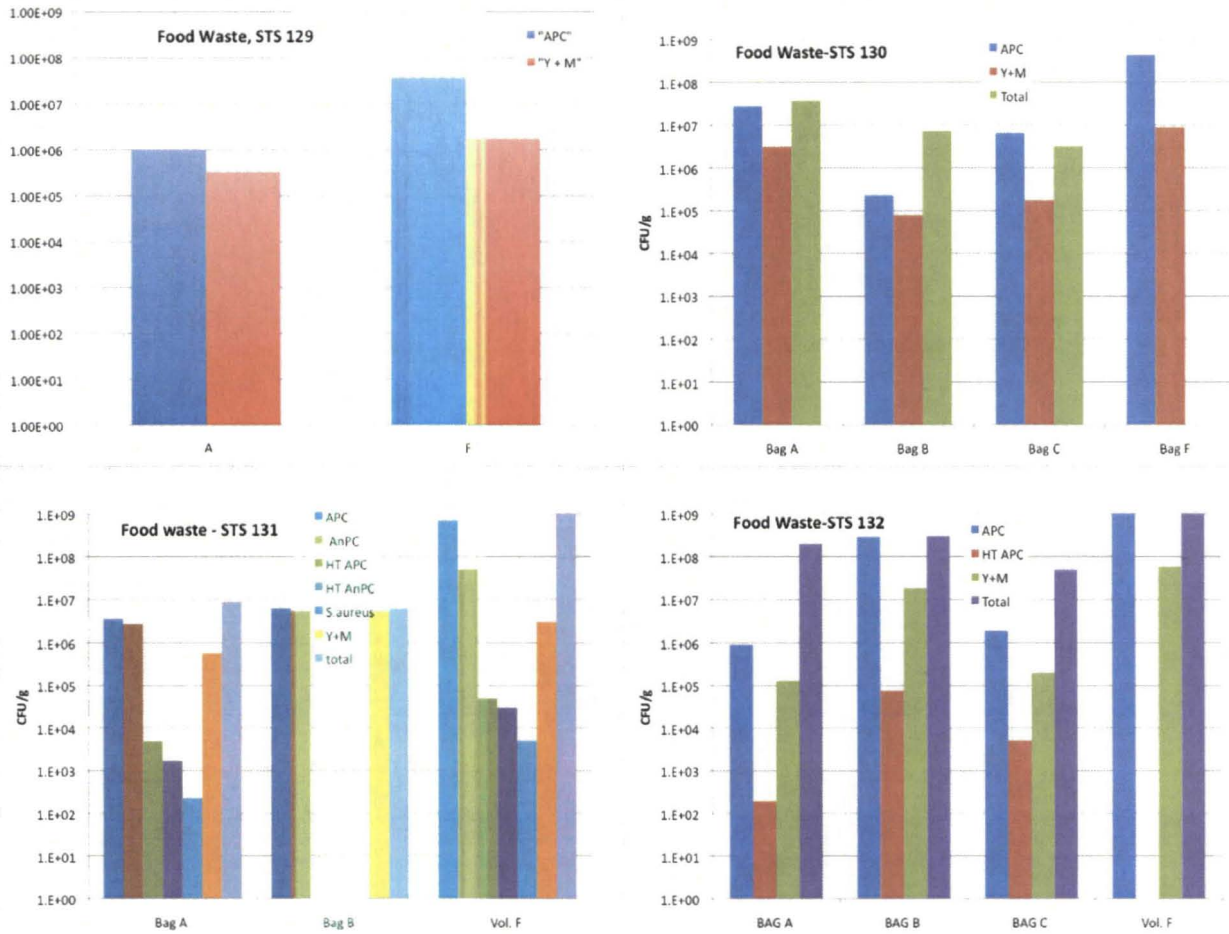 Food Waste, STS 129
"APC"
"Y + M"
1.00E+09
1.00E+08
1.00E+07
1.00E+06
1.00E+05
1.00E+04
1.00E+03
1.00E+02
1.00E+01
1.00E+00
A F
Food Waste-STS 130
APC
Y+M
Total
CFU/g
1.E+09
1.E+08
1.E+07
1.E+06
1.E+05
1.E+04
1.E+03
1.E+02
1.E+01
1.E+00
Bag A Bag B Bag C Bag F
Food waste - STS 131
APC
AnPC
HT APC
HT AnPC
S.aureus
Y+M
total
CFU/g
1.E+09
1.E+08
1.E+07
1.E+06
1.E+05
1.E+04
1.E+03
1.E+02
1.E+01
1.E+00
Bag A Bag B Vol. F
Food Waste-STS 132
APC
HT APC
Y+M
Total
CFU/g
1.E+09
1.E+08
1.E+07
1.E+06
1.E+05
1.E+04
1.E+03
1.E+02
1.E+01
1.E+00
BAG A BAG B BAG C Vol. F